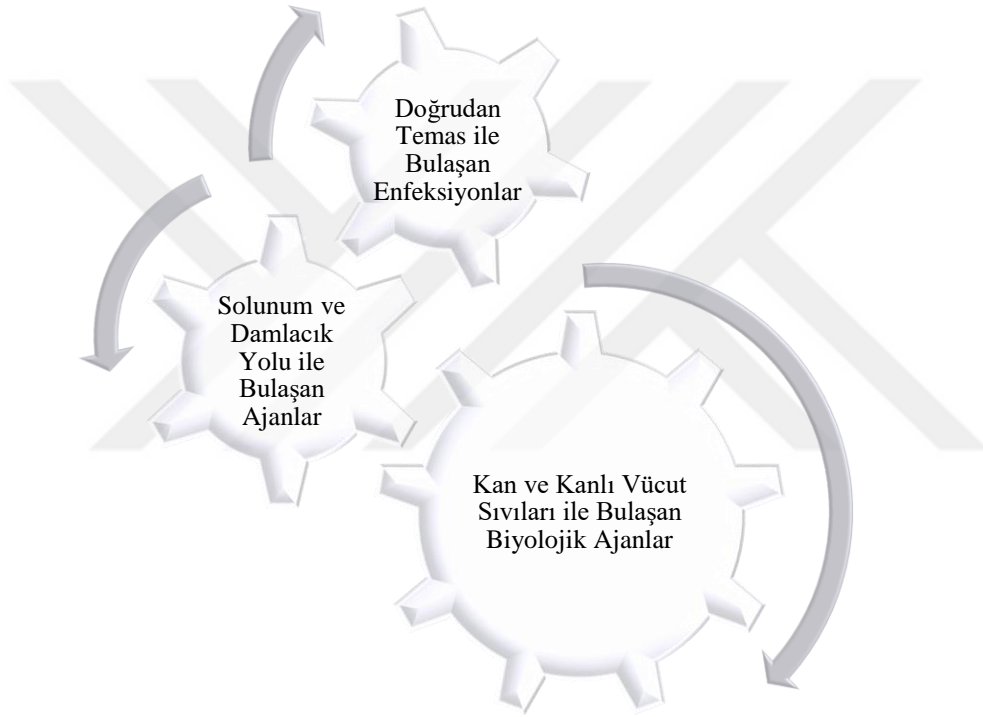 Doğrudan
Temas ile
Bulaşan
Enfeksiyonlar
Solunum ve
Damlacık
Yolu ile
Bulaşan
Ajanlar
Kan ve Kanlı Vücut
Sıvıları ile Bulaşan
Biyolojik Ajanlar